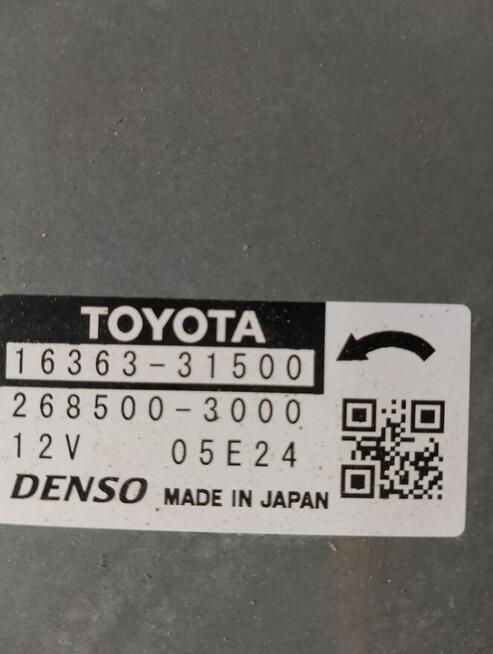 TOYOTA
16363-31500
268500-3000
12V 05E24
DENSO MADE IN JAPAN